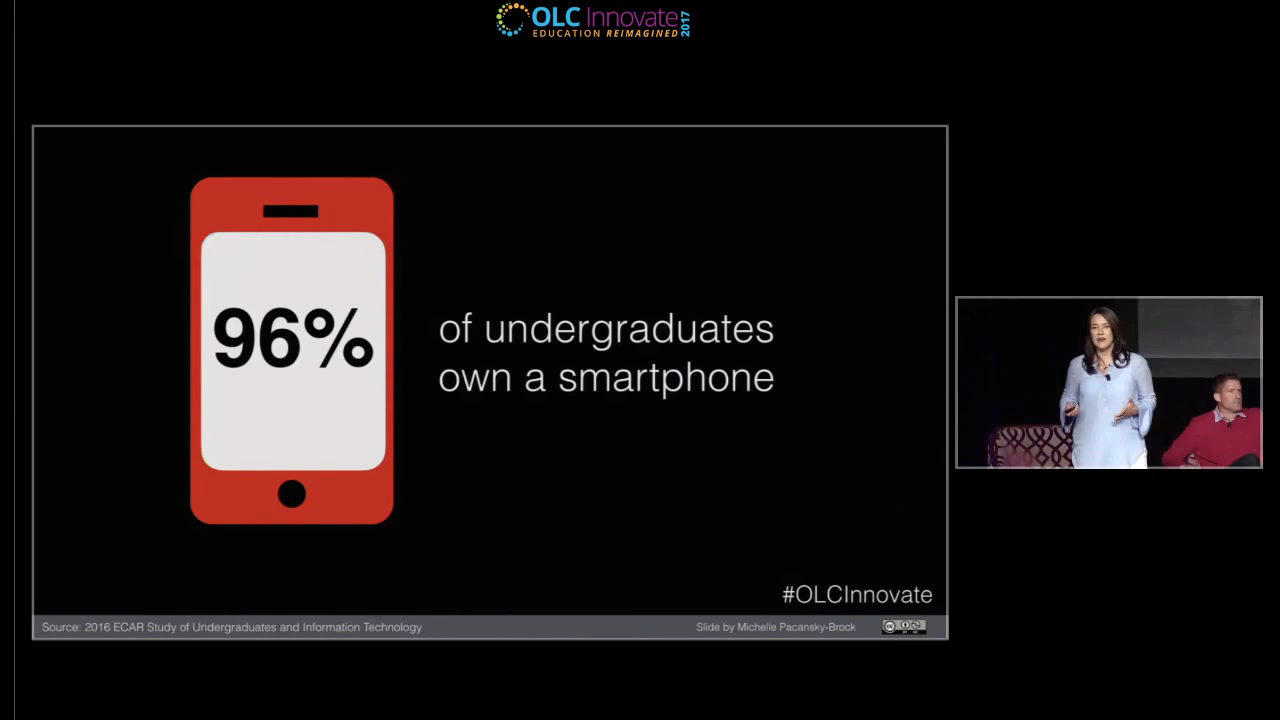 OLC Innovate 2017
EDUCATION REIMAGINED
96%
of undergraduates
own a smartphone
#OLCInnovate
Source: 2016 ECAR Study of Undergraduates and Information Technology
Slide by Michelle Pacansky-Brock